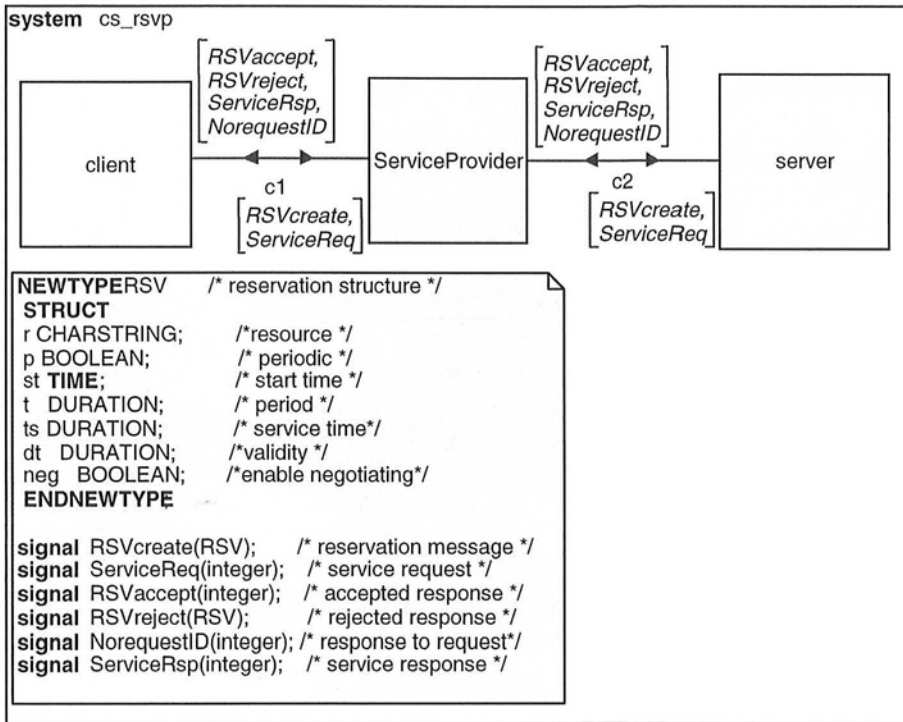 system cs_rsvp
RSVaccept,
RSVreject,
ServiceRsp,
NorequestID
RSVaccept,
RSVreject,
ServiceRsp,
NorequestID
client
ServiceProvider
server
c1
RSVcreate,
ServiceReq
c2
RSVcreate,
ServiceReq
NEWTYPERSV /* reservation structure */
STRUCT
r CHARSTRING; /*resource */
p BOOLEAN; /* periodic */
st TIME; /* start time */
t DURATION; /* period */
ts DURATION; /* service time*/
dt DURATION; /*validity */
neg BOOLEAN; /*enable negotiating*/
ENDNEWTYPE
signal RSVcreate(RSV); /* reservation message */
signal ServiceReq(integer); /* service request */
signal RSVaccept(integer); /* accepted response */
signal RSVreject(RSV); /* rejected response */
signal NorequestID(integer); /* response to request*/
signal ServiceRsp(integer); /* service response */